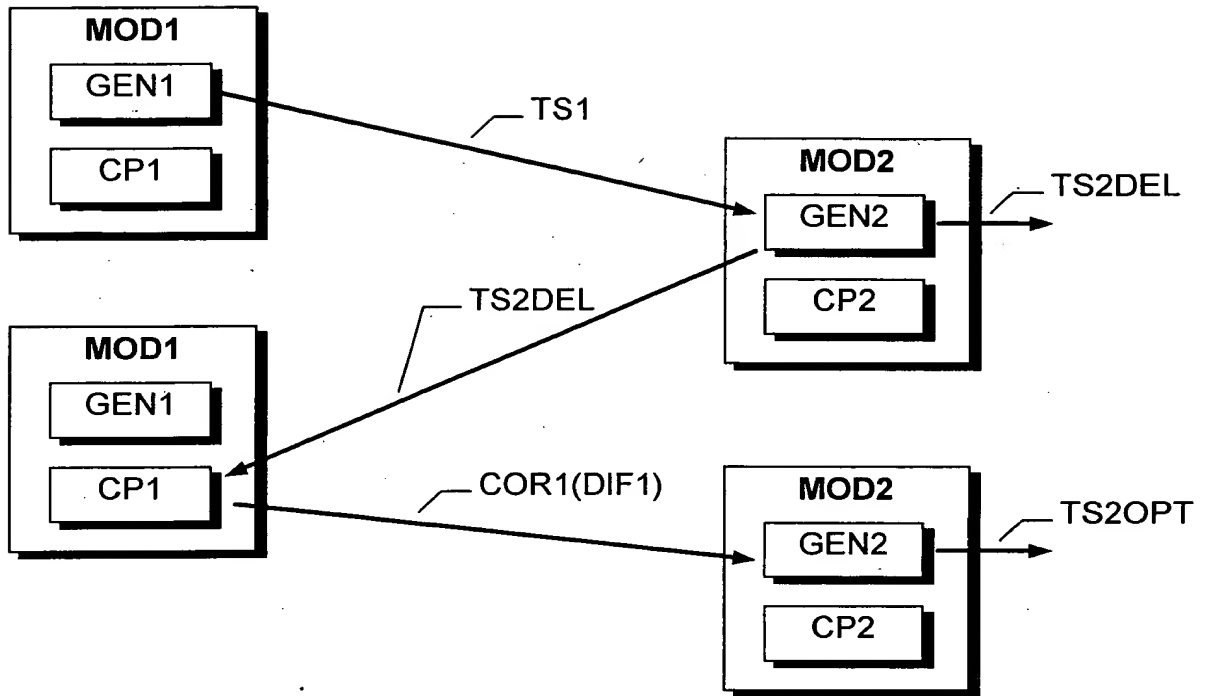 MOD1
GEN1
CP1
TS1
MOD2
GEN2
CP2
TS2DEL
TS2DEL
MOD1
GEN1
CP1
COR1(DIF1)
MOD2
GEN2
CP2
TS2OPT